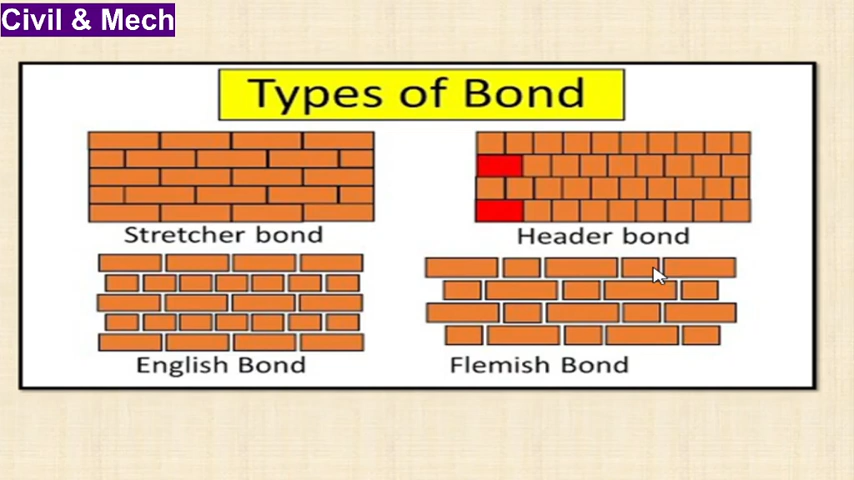 Civil & Mech
Types of Bond
Stretcher bond
Header bond
English Bond
Flemish Bond